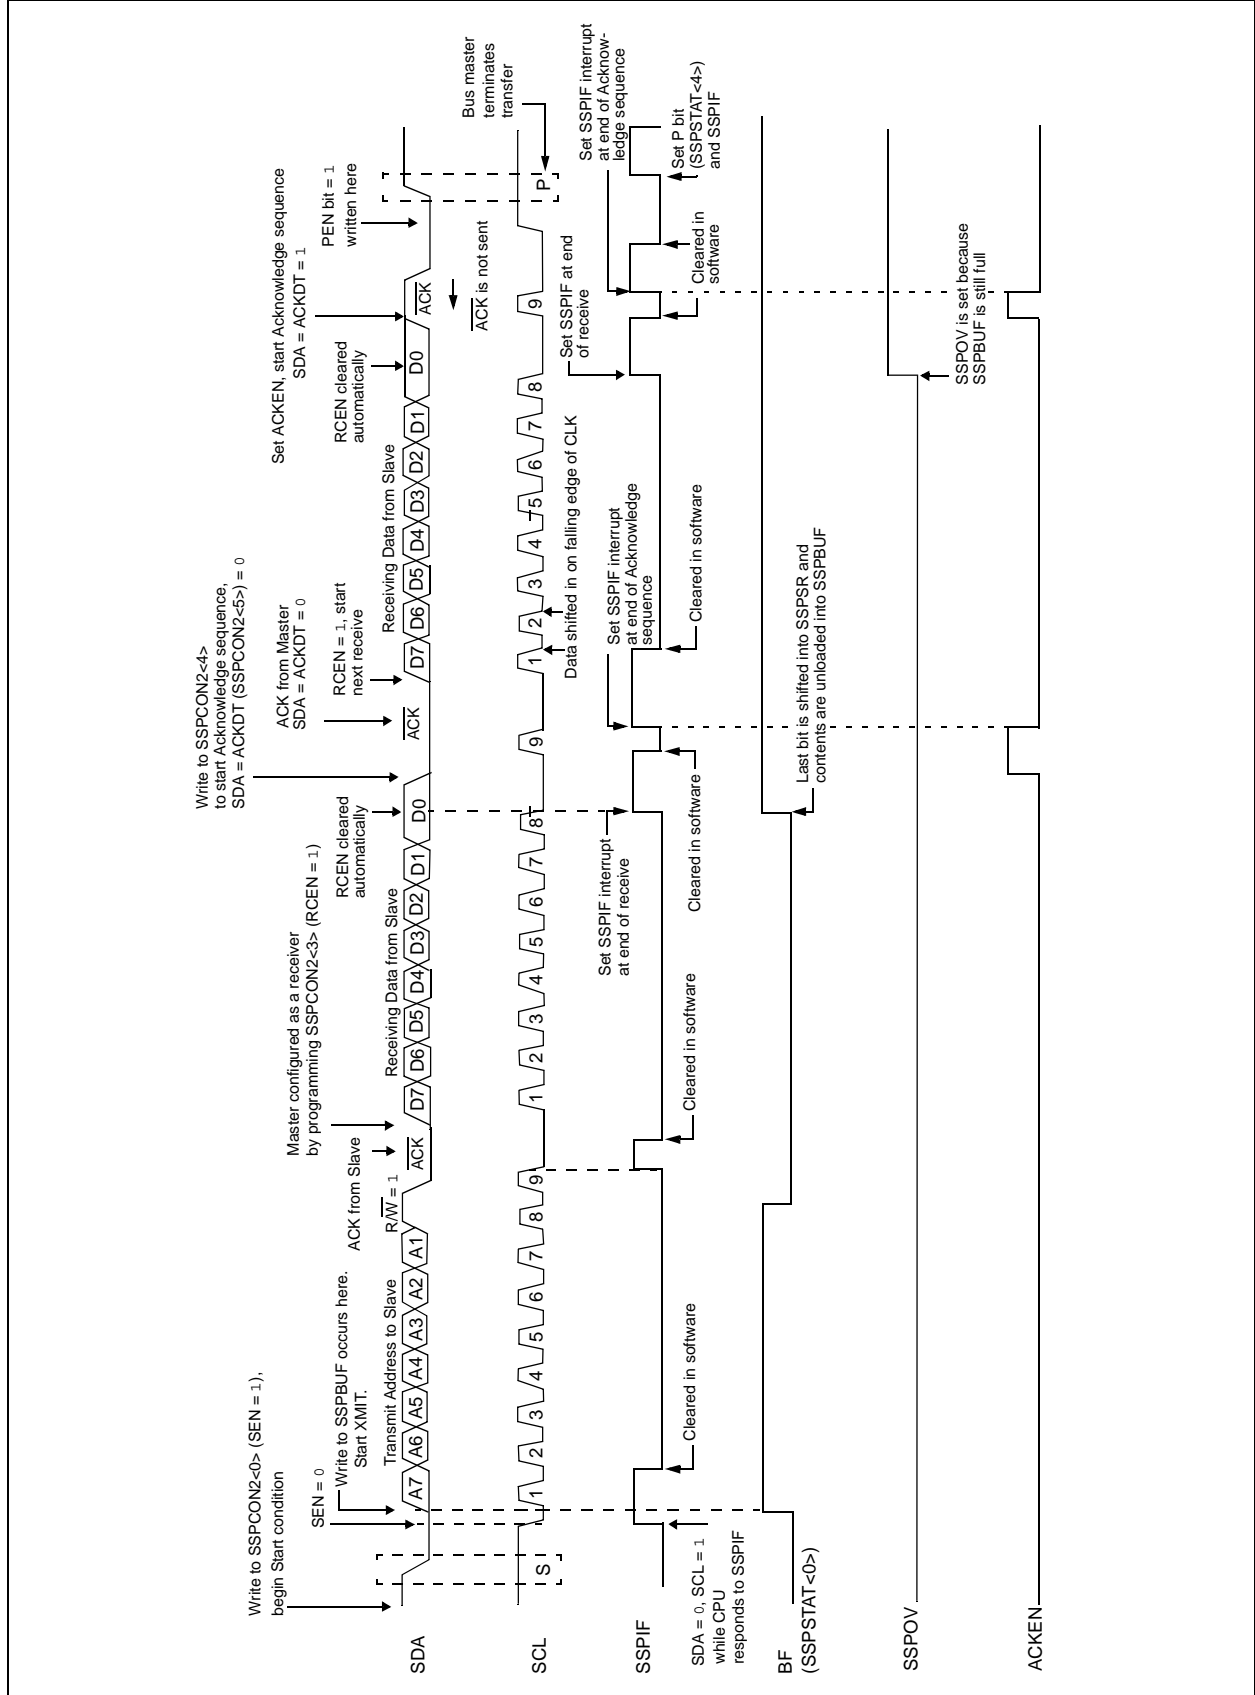 Write to SSPCON2<0> (SEN = 1),
begin Start condition
SEN = 0
Write to SSPBUF occurs here.
Start XMIT.
Master configured as a receiver
by programming SSPCON2<3> (RCEN = 1)
ACK from Slave
RCEN cleared
automatically
Write to SSPCON2<4>
to start Acknowledge sequence,
SDA = ACKDT (SSPCON2<5>) = 0
ACK from Master
SDA = ACKDT = 0
RCEN = 1, start
next receive
RCEN cleared
automatically
Set ACKEN, start Acknowledge sequence
SDA = ACKDT = 1
PEN bit = 1
written here
Transmit Address to Slave
R/W = 1
Receiving Data from Slave
Receiving Data from Slave
SDA
A7 A6 A5 A4 A3 A2 A1 ACK D7 D6 D5 D4 D3 D2 D1 D0 ACK D7 D6 D5 D4 D3 D2 D1 D0 ACK
ACK is not sent
Bus master
terminates
transfer
SCL
S 1 2 3 4 5 6 7 8 9 1 2 3 4 5 6 7 8 9 1 2 3 4 5 6 7 8 9 P
Data shifted in on falling edge of CLK
Set SSPIF interrupt
at end of receive
Set SSPIF interrupt
at end of Acknowledge
sequence
Set SSPIF at end
of receive
Set SSPIF interrupt
at end of Acknow-
ledge sequence
SSPIF
SDA = 0, SCL = 1
while CPU
responds to SSPIF
Cleared in software
Cleared in software
Cleared in software
Cleared in software
Cleared in
software
Set P bit
(SSPSTAT<4>)
and SSPIF
BF
(SSPSTAT<0>)
Last bit is shifted into SSPSR and
contents are unloaded into SSPBUF
SSPOV
SSPOV is set because
SSPBUF is still full
ACKEN